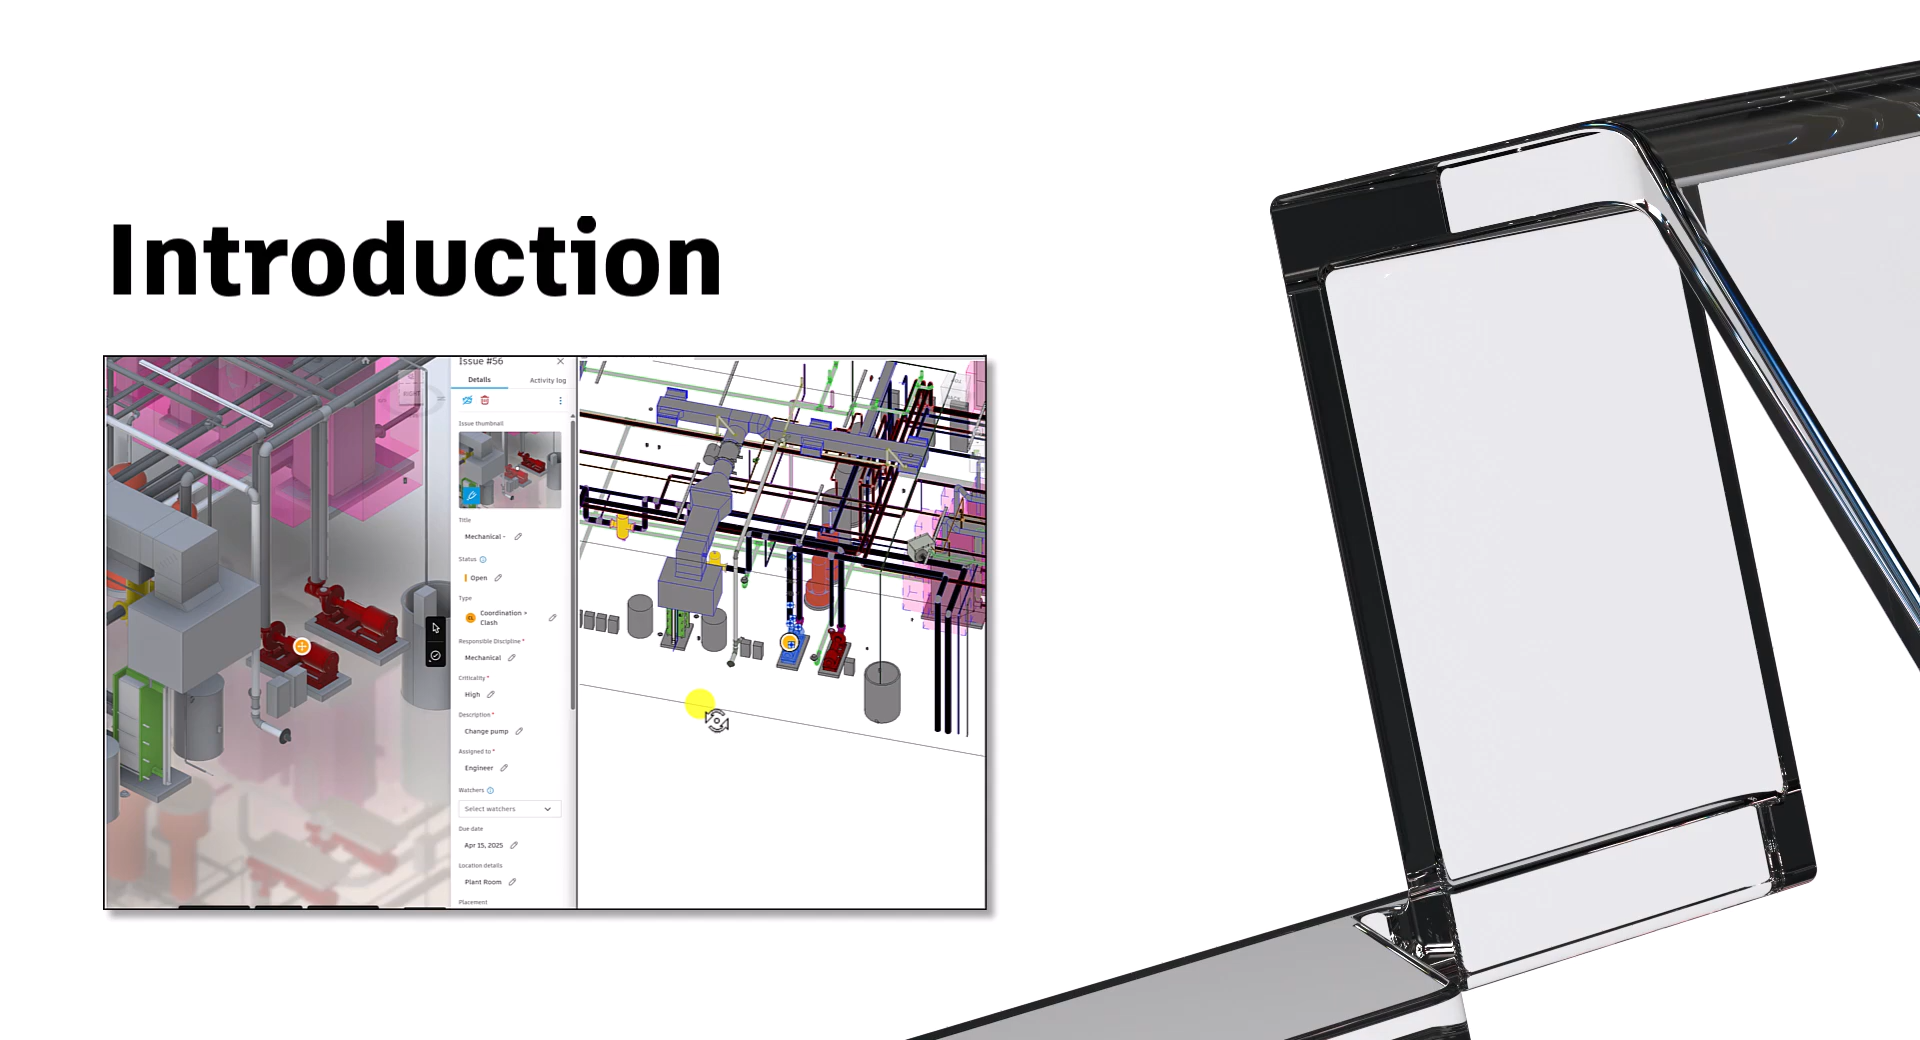 Introduction
Issue #56
Details
Activity log
Issue thumbnail
Title
Mechanical -
Status
Open
Type
CL
Coordination >
Clash
Responsible Discipline *
Mechanical
Criticality *
High
Description *
Change pump
Assigned to *
Engineer
Watchers
Select watchers
Due date
Apr 15, 2025
Location details
Plant Room
Placement
RIGHT